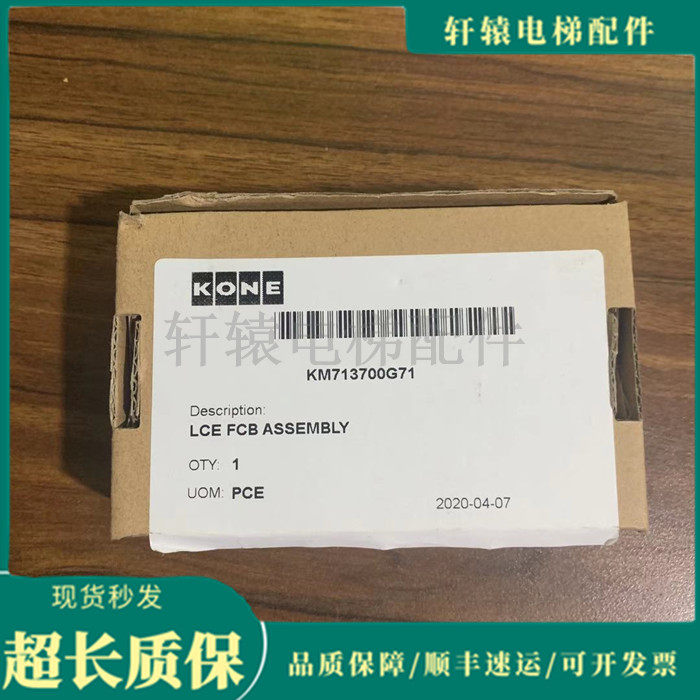 轩辕电梯配件
KONE
轩辕电梯配件
KM713700G71
Description:
LCE FCB ASSEMBLY
QTY: 1
UOM: PCE
2020-04-07
现货秒发
超长质保
品质保障/顺丰速运/可开发票